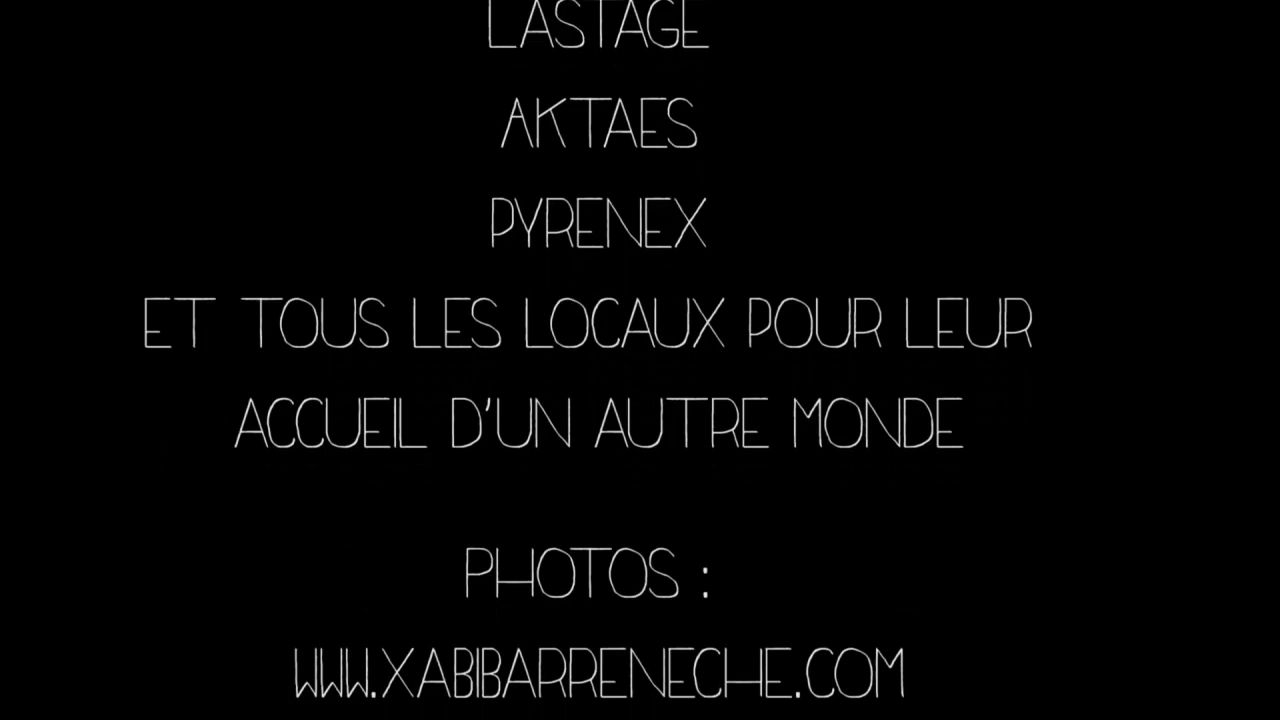 LASTAGE
AKTAES
PYRENEX
ET TOUS LES LOCAUX POUR LEUR
ACCUEIL D'UN AUTRE MONDE
PHOTOS :
WWW.XABIBARRENECHE.COM